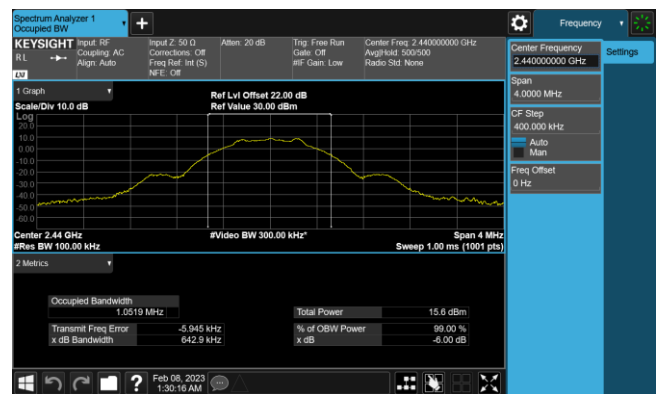 Spectrum Analyzer 1
Occupied BW
Frequency
KEYSIGHT
R L
LXI
Input: RF
Coupling: AC
Align: Auto
Input Z: 50 Ω
Corrections: Off
Freq Ref: Int (S)
NFE: Off
Atten: 20 dB
Trig: Free Run
Gate: Off
#IF Gain: Low
Center Freq: 2.440000000 GHz
Avg|Hold: 500/500
Radio Std: None
Center Frequency
2.440000000 GHz
Settings
Span
4.0000 MHz
CF Step
400.000 kHz
Auto
Man
Freq Offset
0 Hz
1 Graph
Scale/Div 10.0 dB
Ref Lvl Offset 22.00 dB
Ref Value 30.00 dBm
Log
20.0
10.0
0.00
-10.0
-20.0
-30.0
-40.0
-50.0
-60.0
Center 2.44 GHz
#Res BW 100.00 kHz
#Video BW 300.00 kHz*
Span 4 MHz
Sweep 1.00 ms (1001 pts)
2 Metrics
Occupied Bandwidth
1.0519 MHz
Total Power 15.6 dBm
Transmit Freq Error -5.945 kHz
% of OBW Power 99.00 %
x dB Bandwidth 642.9 kHz
x dB -6.00 dB
?
Feb 08, 2023
1:30:16 AM